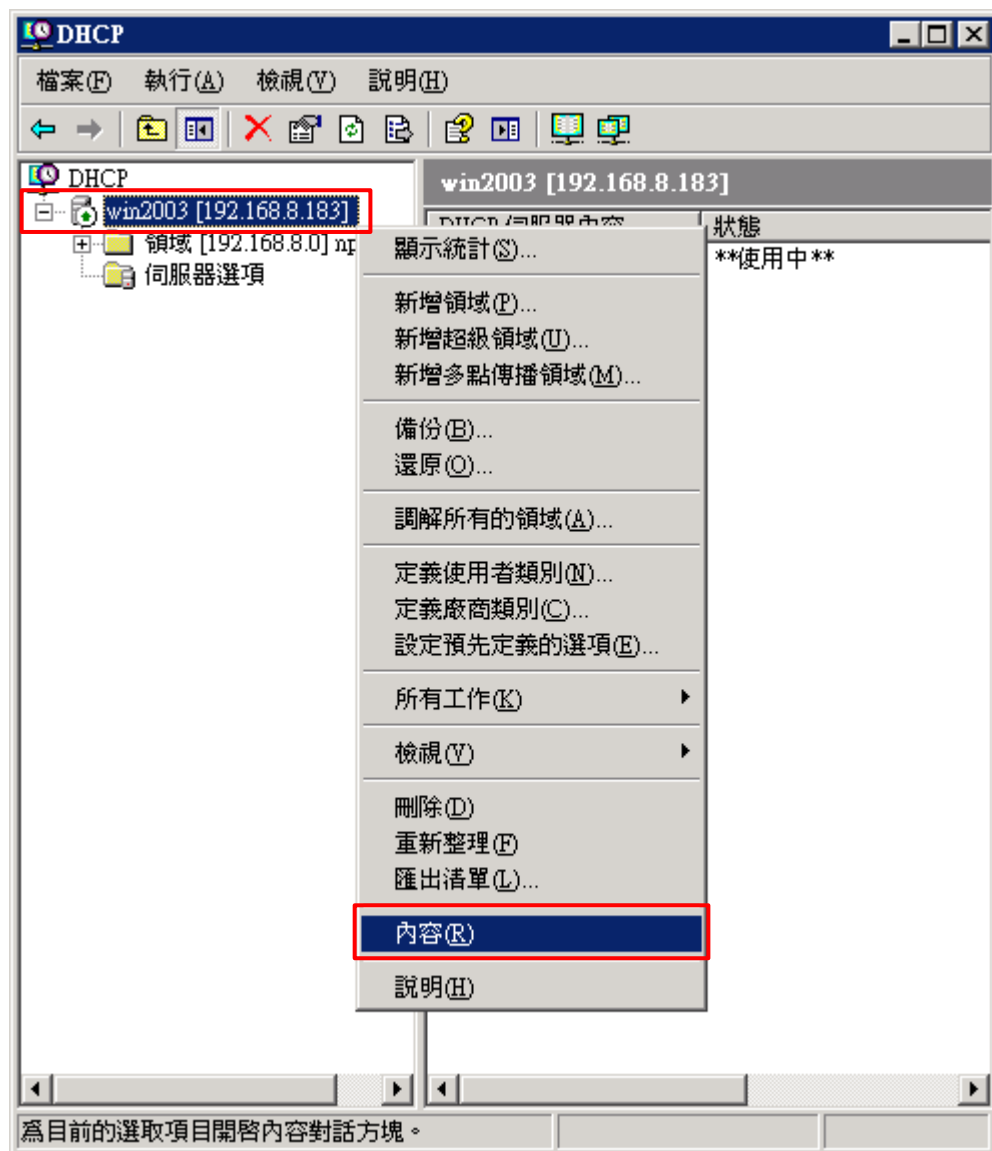 DHCP
檔案(F) 執行(A) 檢視(V) 說明(H)
DHCP
win2003 [192.168.8.183]
領域 [192.168.8.0]
伺服器選項
win2003 [192.168.8.183]
DHCP 伺服器內容 狀態
**使用中**
顯示統計(S)...
新增領域(P)...
新增超級領域(U)...
新增多點傳播領域(M)...
備份(B)...
還原(O)...
調解所有的領域(A)...
定義使用者類別(N)...
定義廠商類別(C)...
設定預先定義的選項(E)...
所有工作(K)
檢視(V)
刪除(D)
重新整理(F)
匯出清單(L)...
內容(R)
說明(H)
為目前的選取項目開啟內容對話方塊。